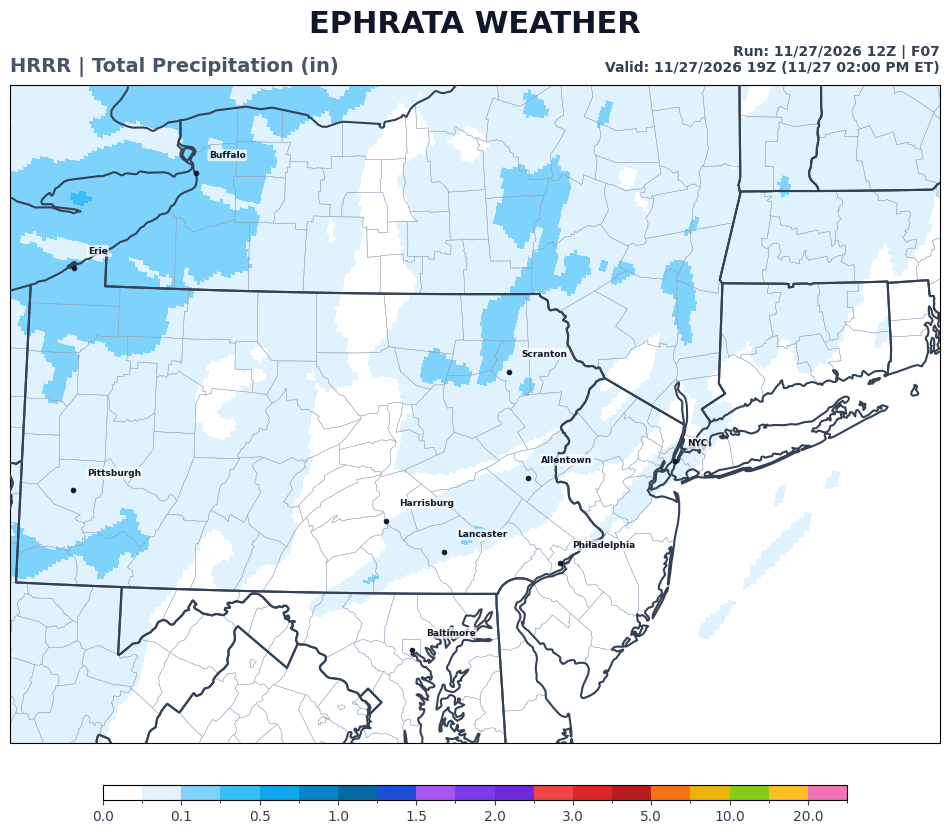 EPHRATA WEATHER
HRRR | Total Precipitation (in)
Run: 11/27/2026 12Z | F07
Valid: 11/27/2026 19Z (11/27 02:00 PM ET)
Buffalo
Erie
Scranton
NYC
Allentown
Pittsburgh
Harrisburg
Lancaster
Philadelphia
Baltimore
0.0 0.1 0.5 1.0 1.5 2.0 3.0 5.0 10.0 20.0